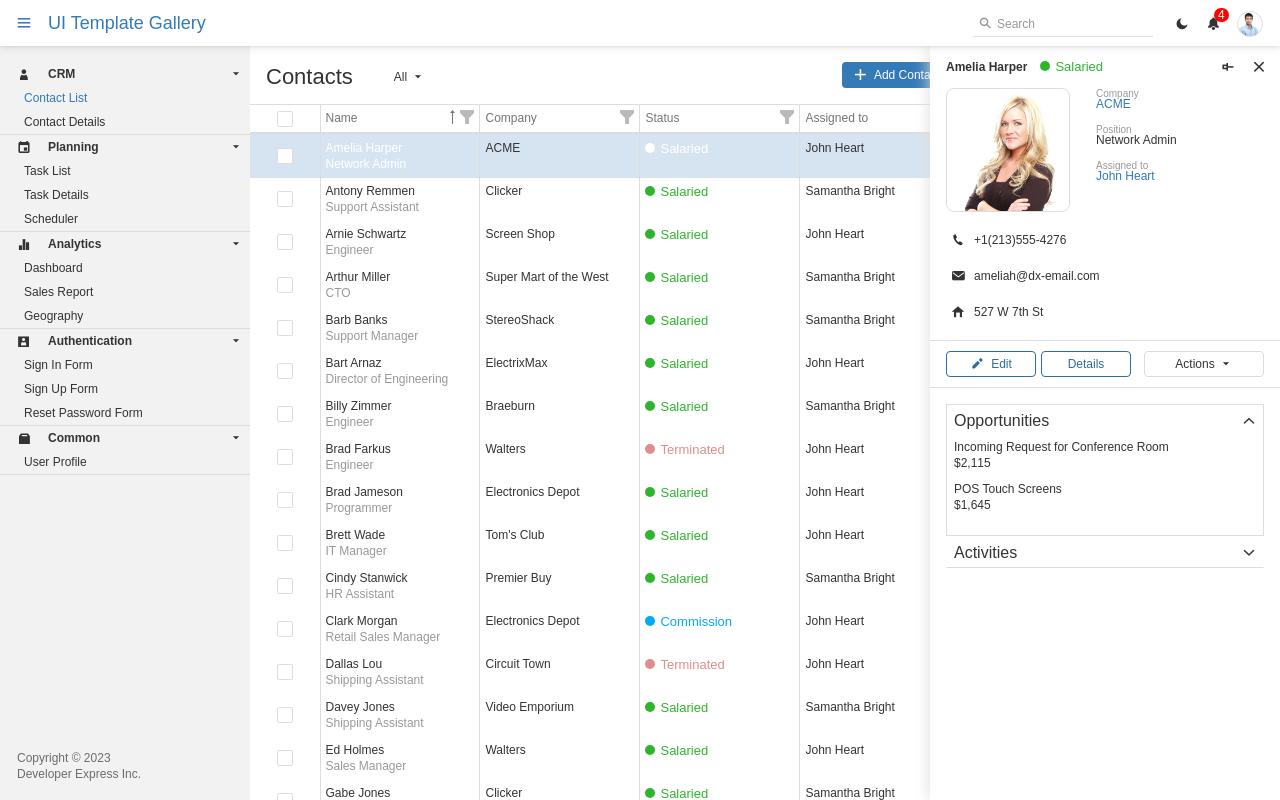 UI Template Gallery
Search
4
CRM
Contact List
Contact Details
Planning
Task List
Task Details
Scheduler
Analytics
Dashboard
Sales Report
Geography
Authentication
Sign In Form
Sign Up Form
Reset Password Form
Common
User Profile
Copyright © 2023
Developer Express Inc.
Contacts
All
Add Conta
Name Company Status Assigned to
Amelia Harper ACME Salaried John Heart
Network Admin
Antony Remmen Clicker Salaried Samantha Bright
Support Assistant
Arnie Schwartz Screen Shop Salaried John Heart
Engineer
Arthur Miller Super Mart of the West Salaried Samantha Bright
CTO
Barb Banks StereoShack Salaried Samantha Bright
Support Manager
Bart Arnaz ElectrixMax Salaried John Heart
Director of Engineering
Billy Zimmer Braeburn Salaried Samantha Bright
Engineer
Brad Farkus Walters Terminated John Heart
Engineer
Brad Jameson Electronics Depot Salaried John Heart
Programmer
Brett Wade Tom's Club Salaried John Heart
IT Manager
Cindy Stanwick Premier Buy Salaried Samantha Bright
HR Assistant
Clark Morgan Electronics Depot Commission John Heart
Retail Sales Manager
Dallas Lou Circuit Town Terminated John Heart
Shipping Assistant
Davey Jones Video Emporium Salaried Samantha Bright
Shipping Assistant
Ed Holmes Walters Salaried John Heart
Sales Manager
Gabe Jones Clicker Salaried Samantha Bright
Amelia Harper Salaried
Company
ACME
Position
Network Admin
Assigned to
John Heart
+1(213)555-4276
ameliah@dx-email.com
527 W 7th St
Edit Details Actions
Opportunities
Incoming Request for Conference Room
$2,115
POS Touch Screens
$1,645
Activities